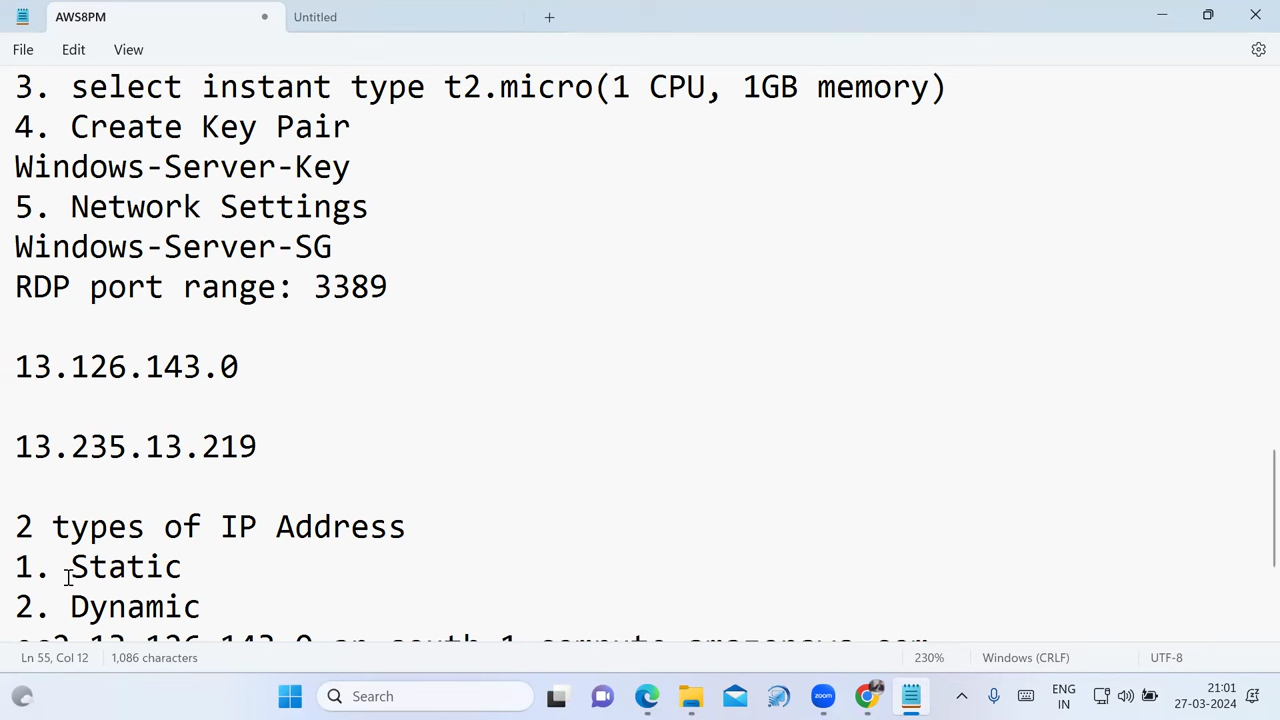 AWS8PM
Untitled
File Edit View
3. select instant type t2.micro(1 CPU, 1GB memory)
4. Create Key Pair
Windows-Server-Key
5. Network Settings
Windows-Server-SG
RDP port range: 3389
13.126.143.0
13.235.13.219
2 types of IP Address
1. Static
2. Dynamic
Ln 55, Col 12
1,086 characters
230%
Windows (CRLF)
UTF-8
Search
zoom
ENG
IN
21:01
27-03-2024